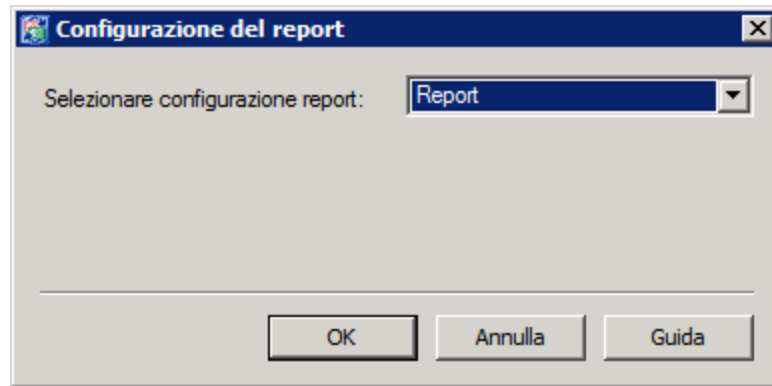 Configurazione del report
Selezionare configurazione report: Report
OK Annulla Guida